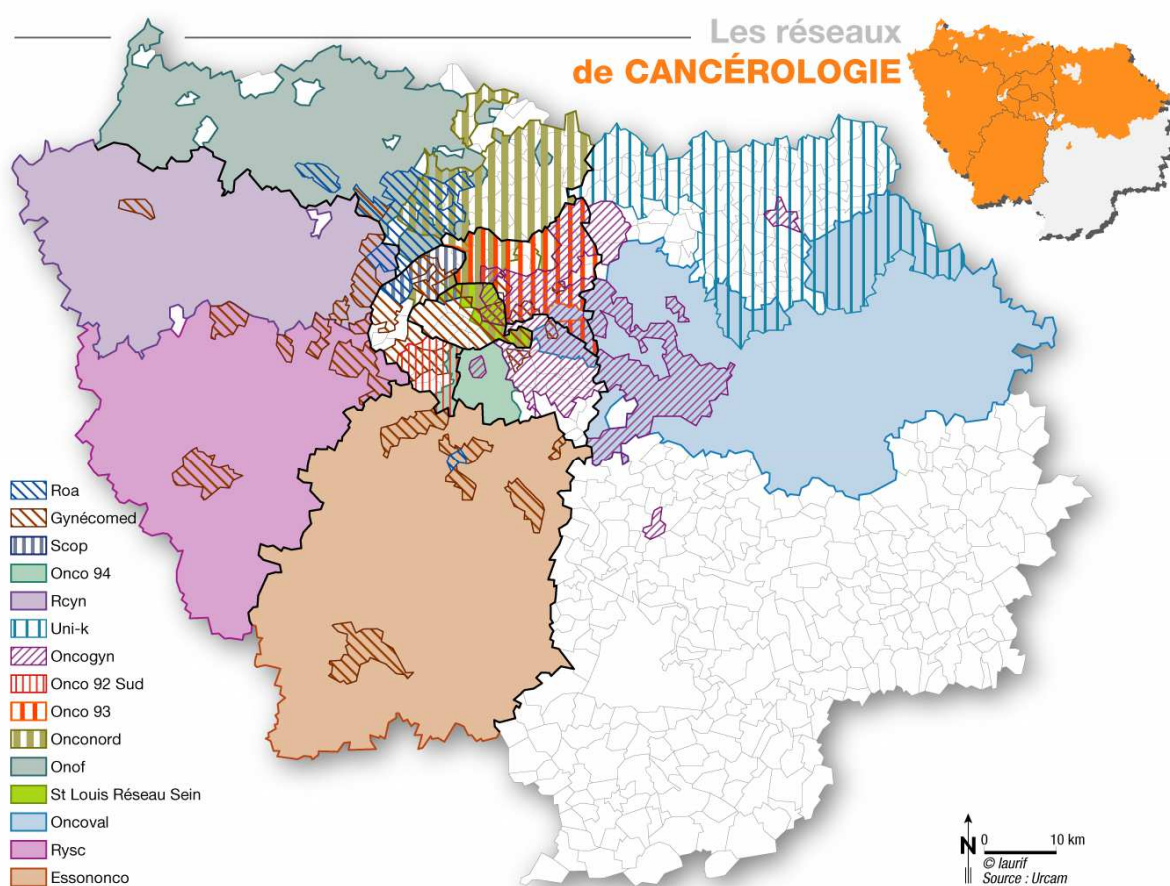 Les réseaux
de CANCÉROLOGIE
Roa
Gynécomed
Scop
Onco 94
Rcyn
Uni-k
Oncogyn
Onco 92 Sud
Onco 93
Onconord
Onof
St Louis Réseau Sein
Oncoval
Rysc
Essononco
N 0 10 km
© laurif
Source : Urcam